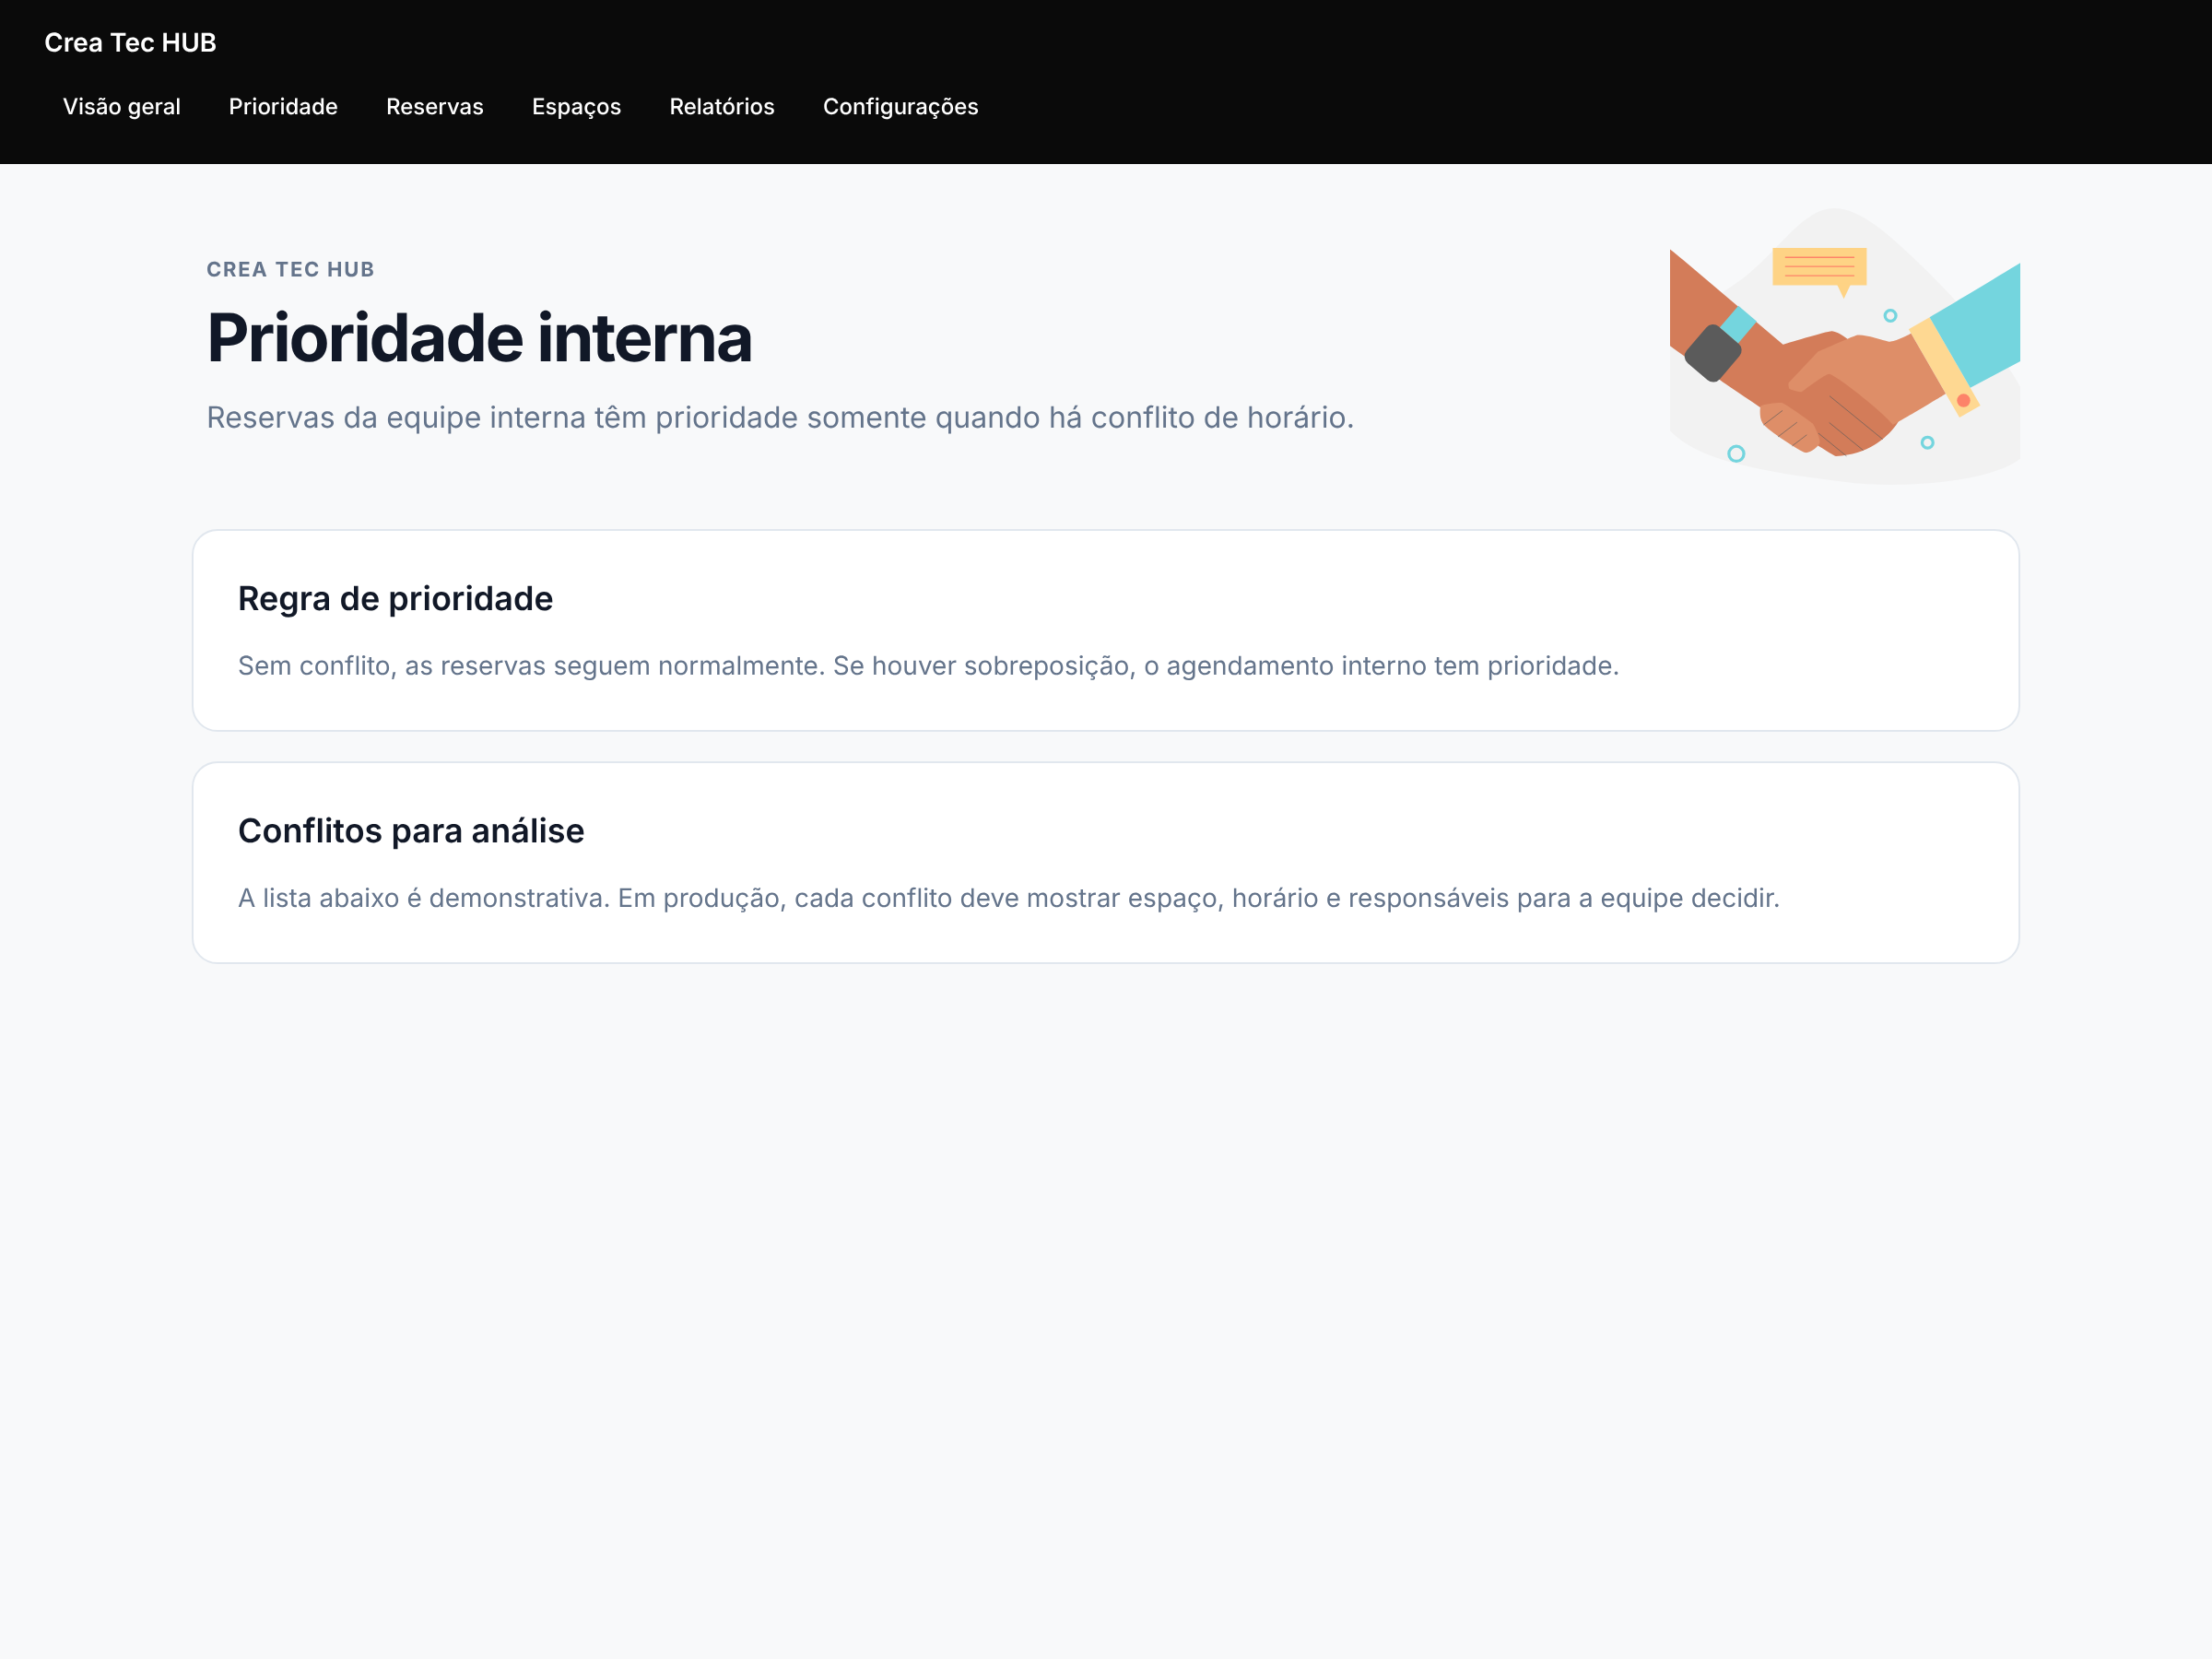 Crea Tec HUB
Visão geral Prioridade Reservas Espaços Relatórios Configurações
CREA TEC HUB
Prioridade interna
Reservas da equipe interna têm prioridade somente quando há conflito de horário.
Regra de prioridade
Sem conflito, as reservas seguem normalmente. Se houver sobreposição, o agendamento interno tem prioridade.
Conflitos para análise
A lista abaixo é demonstrativa. Em produção, cada conflito deve mostrar espaço, horário e responsáveis para a equipe decidir.